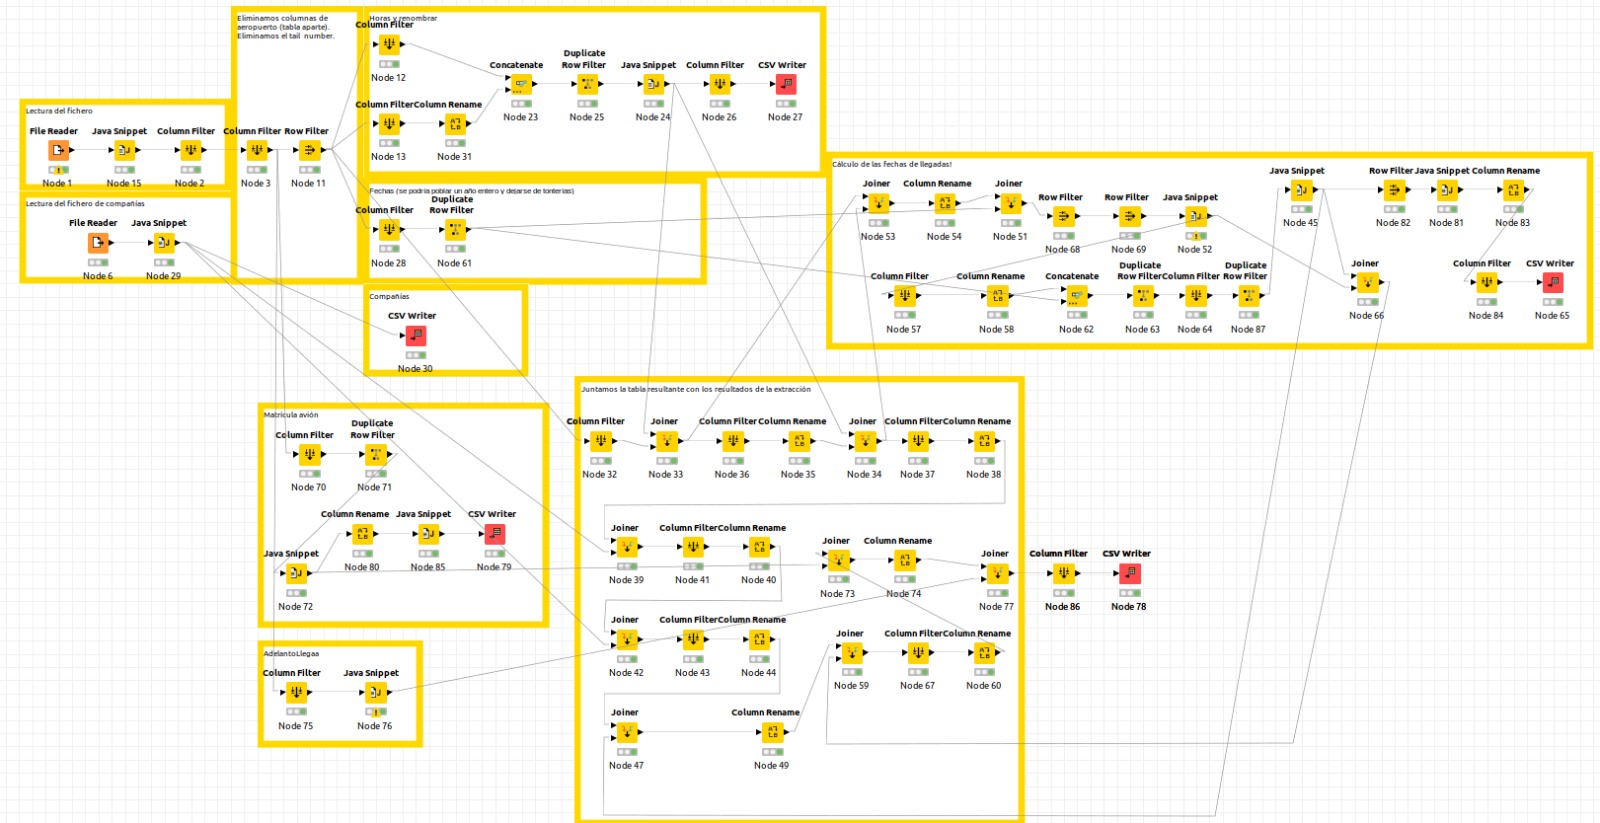 Eliminamos columnas de
aeropuerto (tabla aparte).
Eliminamos el tail number.
Horas y renombrar
Column Filter
Node 12
Concatenate
Node 23
Duplicate
Row Filter
Node 25
Java Snippet
Node 24
Column Filter
Node 26
CSV Writer
Node 27
Column Filter
Node 13
Column Rename
Node 31
Lectura del fichero
File Reader
Node 1
Java Snippet
Node 15
Column Filter
Node 2
Column Filter
Node 3
Row Filter
Node 11
Lectura del fichero de compañías
File Reader
Node 6
Java Snippet
Node 29
Fechas (se podría poblar un año entero y dejarse de tonterías)
Column Filter
Node 28
Duplicate
Row Filter
Node 61
Compañías
CSV Writer
Node 30
Cálculo de las fechas de llegadas!
Joiner
Node 53
Column Rename
Node 54
Joiner
Node 51
Row Filter
Node 68
Row Filter
Node 69
Java Snippet
Node 52
Java Snippet
Node 45
Row Filter
Node 82
Java Snippet
Node 81
Column Rename
Node 83
Column Filter
Node 57
Column Rename
Node 58
Concatenate
Node 62
Duplicate
Row Filter
Node 63
Column Filter
Node 64
Duplicate
Row Filter
Node 87
Joiner
Node 66
Column Filter
Node 84
CSV Writer
Node 65
Matrícula avión
Column Filter
Node 70
Duplicate
Row Filter
Node 71
Java Snippet
Node 72
Column Rename
Node 80
Java Snippet
Node 85
CSV Writer
Node 79
AdelantoLlegaa
Column Filter
Node 75
Java Snippet
Node 76
Juntamos la tabla resultante con los resultados de la extracción
Column Filter
Node 32
Joiner
Node 33
Column Filter
Node 36
Column Rename
Node 35
Joiner
Node 34
Column Filter
Node 37
Column Rename
Node 38
Joiner
Node 39
Column Filter
Node 41
Column Rename
Node 40
Joiner
Node 73
Column Rename
Node 74
Joiner
Node 77
Column Filter
Node 86
CSV Writer
Node 78
Joiner
Node 42
Column Filter
Node 43
Column Rename
Node 44
Joiner
Node 59
Column Filter
Node 67
Column Rename
Node 60
Joiner
Node 47
Column Rename
Node 49